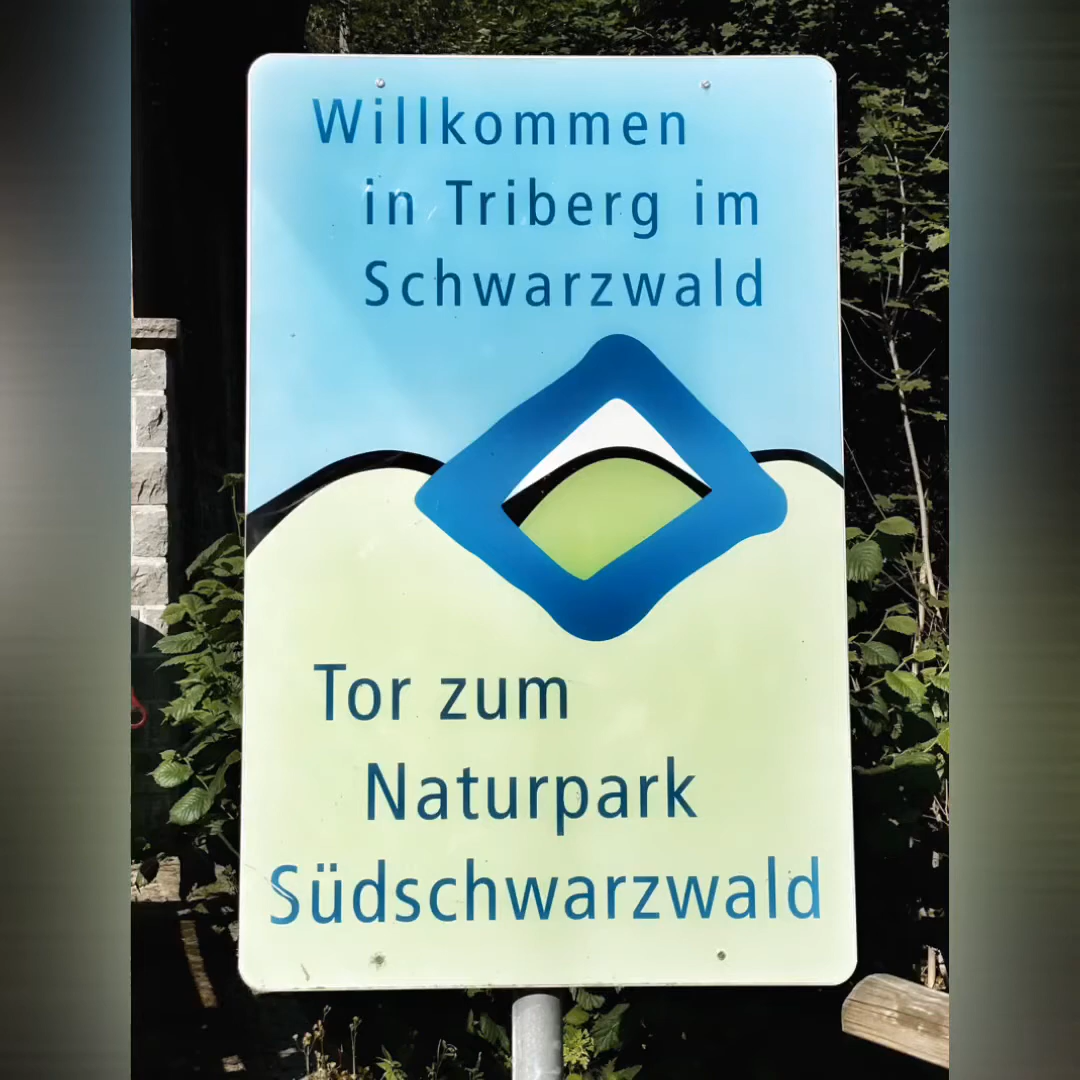 Willkommen
in Triberg im
Schwarzwald
Tor zum
Naturpark
Südschwarzwald